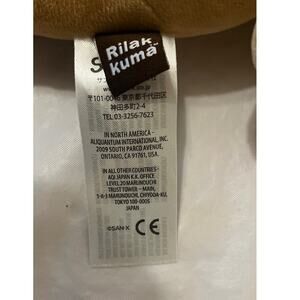 Rilak
kuma
〒101-0046 東京都千代田区
神田多町2-4
TEL 03-3256-7623
IN NORTH AMERICA -
ALIQUANTUM INTERNATIONAL, INC.
2009 SOUTH PARCO AVENUE,
ONTARIO, CA 91761, USA.
IN ALL OTHER COUNTRIES -
AQI JAPAN K.K. OFFICE
LEVEL 20 MARUNOUCHI
TRUST TOWER - MAIN,
1-8-3 MARUNOUCHI, CHIYODA-KU,
TOKYO 100-0005
JAPAN
©SAN-X CE